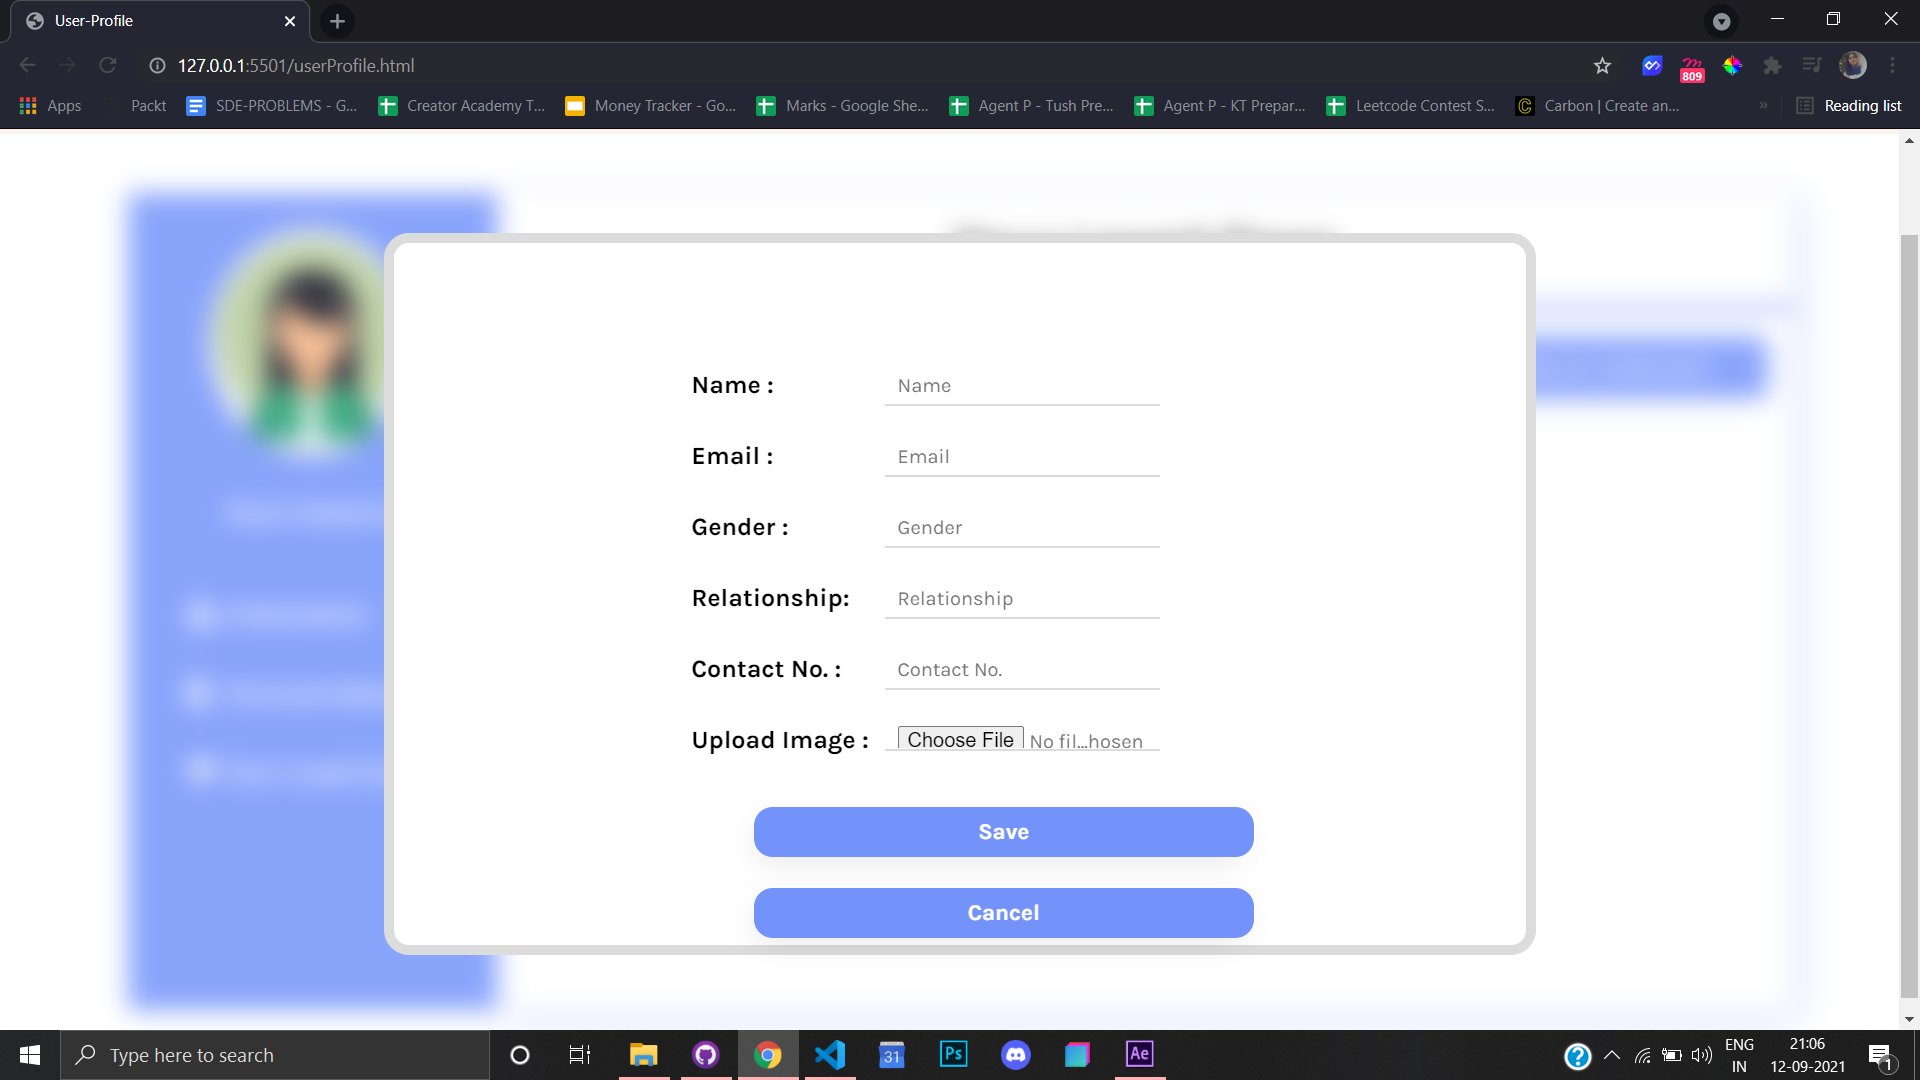 User-Profile
127.0.0.1:5501/userProfile.html
809
Apps
Packt
SDE-PROBLEMS - G...
Creator Academy T...
Money Tracker - Go...
Marks - Google She...
Agent P - Tush Pre...
Agent P - KT Prepar...
Leetcode Contest S...
Carbon | Create an...
»
Reading list
Name :
Name
Email :
Email
Gender :
Gender
Relationship:
Relationship
Contact No. :
Contact No.
Upload Image :
Choose File No fil...hosen
Save
Cancel
Type here to search
31
Ps
Ae
ENG
IN
21:06
12-09-2021
1